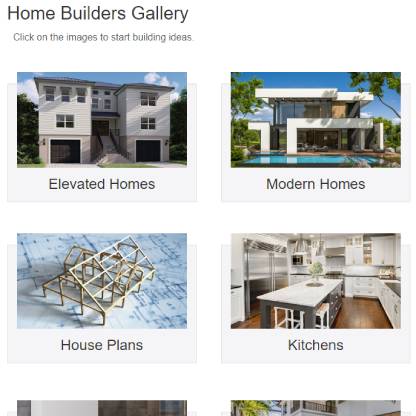 Home Builders Gallery
Click on the images to start building ideas.
Elevated Homes
Modern Homes
House Plans
Kitchens